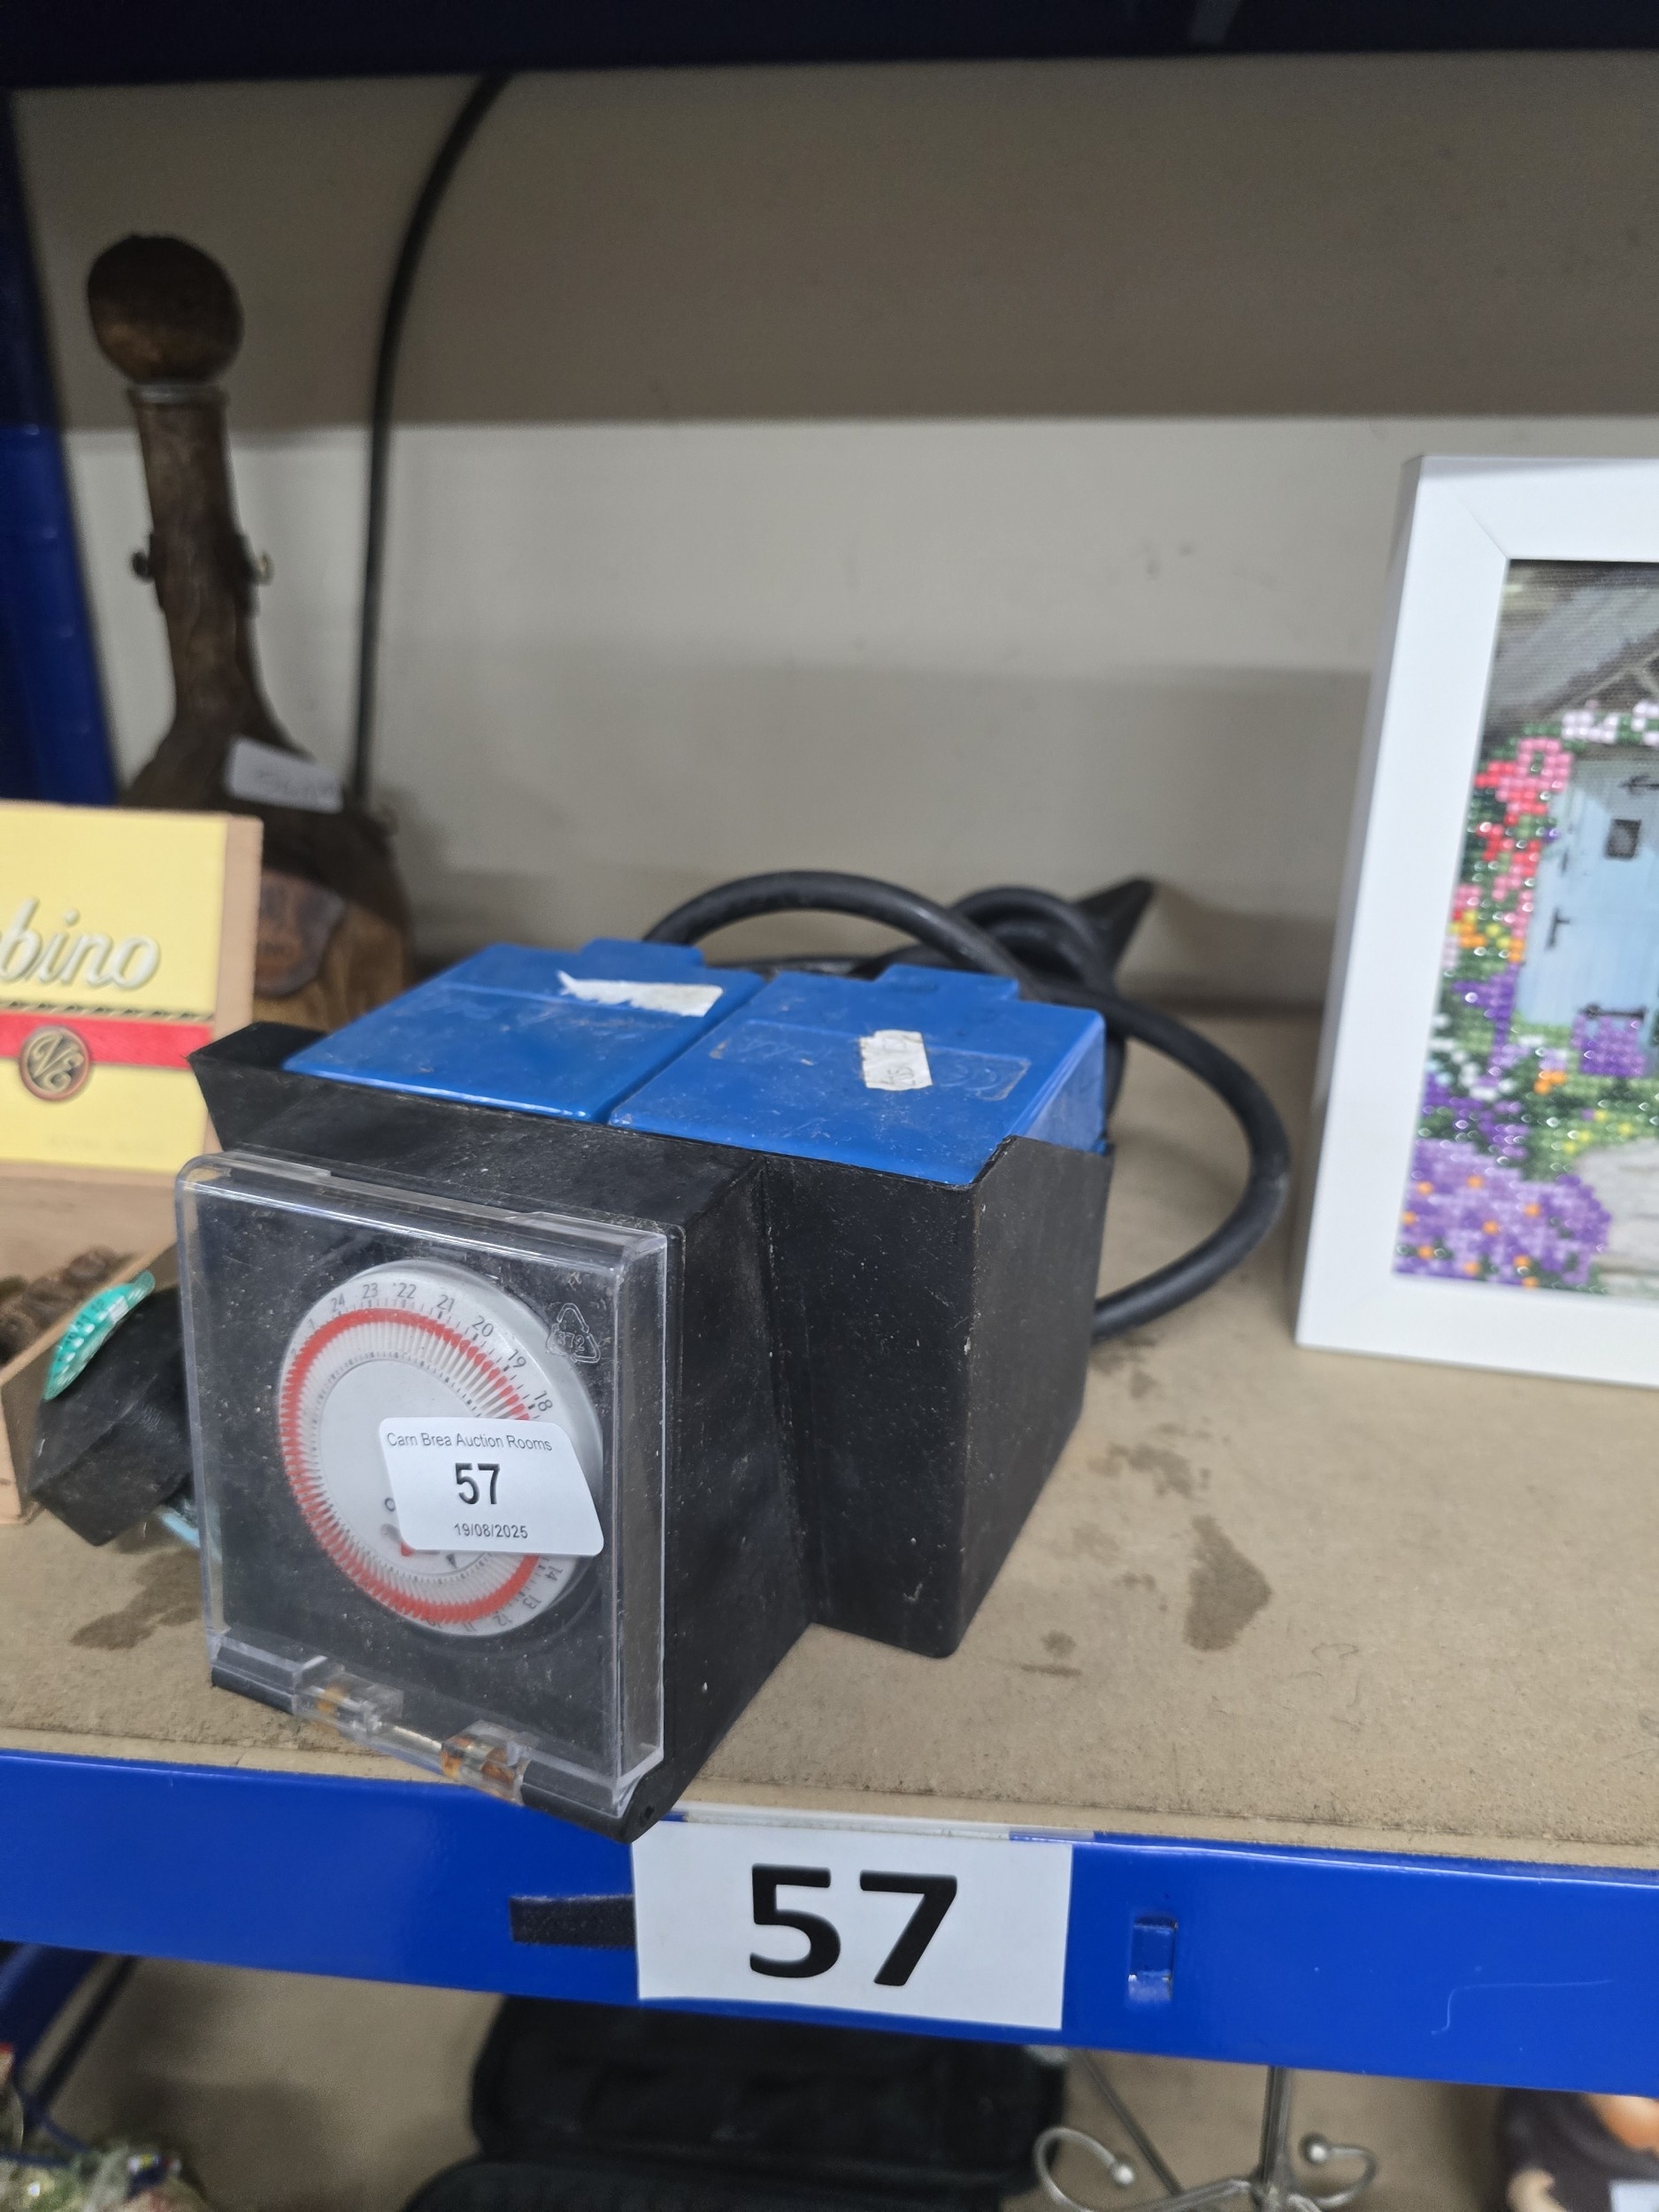 bino
24 23 22 21 20 19 18
14 13 12 11
Carn Brea Auction Rooms
57
19/08/2025
57